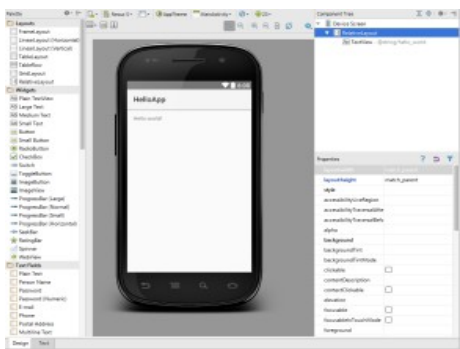 Palette
Nexus S
AppTheme
MainActivity
Component Tree
Layouts
FrameLayout
LinearLayout (Horizontal)
LinearLayout (Vertical)
TableLayout
TableRow
GridLayout
RelativeLayout
Widgets
Plain TextView
Large Text
Medium Text
Small Text
Button
Small Button
RadioButton
CheckBox
Switch
ToggleButton
ImageButton
ImageView
ProgressBar (Large)
ProgressBar (Normal)
ProgressBar (Small)
ProgressBar (Horizontal)
SeekBar
RatingBar
Spinner
WebView
Text Fields
Plain Text
Person Name
Password
Password (Numeric)
E-mail
Phone
Postal Address
Multiline Text
Design Text
HelloApp
Hello world!
Device Screen
RelativeLayout
TextView
Properties
layout:height match_parent
style
accessibilityLiveRegion
alpha
background
backgroundTint
backgroundTintMode
clickable
contentDescription
contextClickable
elevation
focusable
focusableInTouchMode
foreground